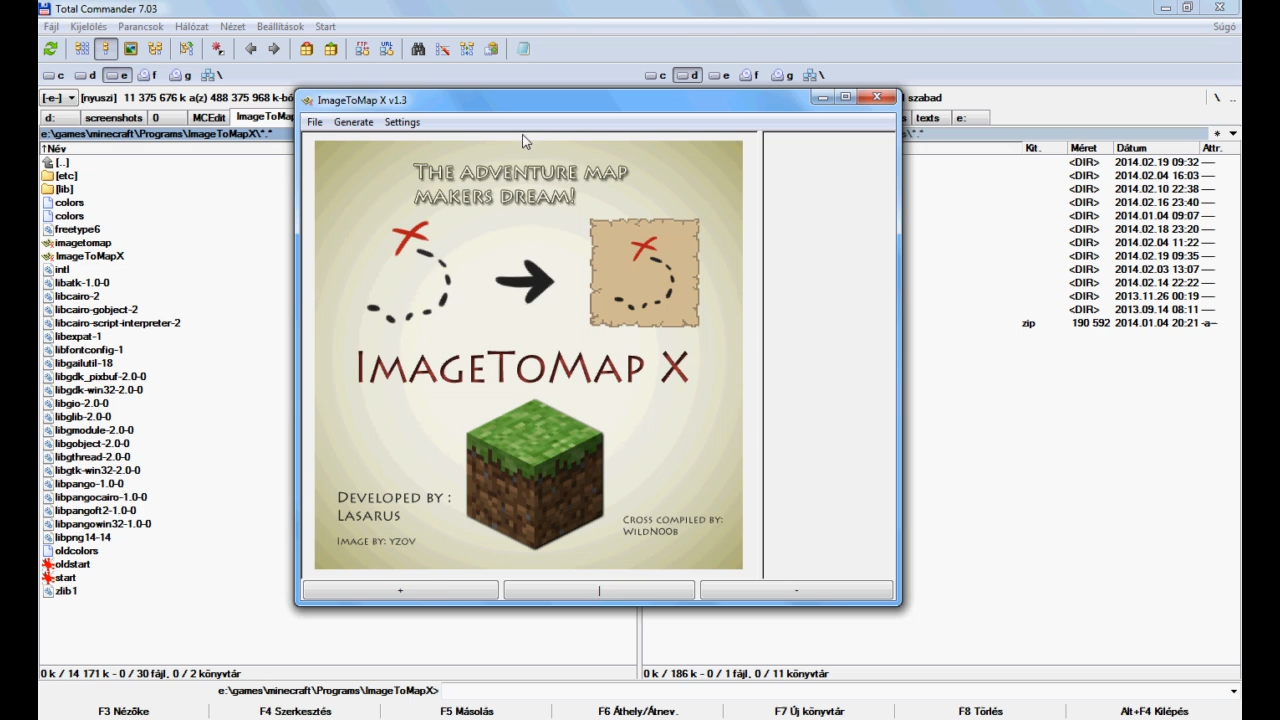 Total Commander 7.03
Fájl Kijelölés Parancsok Hálózat Nézet Beállítások Start Súgó
FTP URL
c d e f g \ c d e f g \
[-e-] [nyuszi] 11 375 676 k a(z) 488 375 968 k-bó l szabad \ ..
d: screenshots 0 MCEdit ImageToMap s texts e:
e:\games\minecraft\Programs\ImageToMapX\*.* s\*.* * ▼
↑Név Kit. Méret Dátum Attr.
[..] <DIR> 2014.02.19 09:32 ----
[etc] <DIR> 2014.02.04 16:03 ----
[lib] <DIR> 2014.02.10 22:38 ----
colors <DIR> 2014.02.16 23:40 ----
colors <DIR> 2014.01.04 09:07 ----
freetype6 <DIR> 2014.02.18 23:20 ----
imagetomap <DIR> 2014.02.04 11:22 ----
ImageToMapX <DIR> 2014.02.19 09:35 ----
intl <DIR> 2014.02.03 13:07 ----
libatk-1.0-0 <DIR> 2014.02.14 22:22 ----
libcairo-2 <DIR> 2013.11.26 00:19 ----
libcairo-gobject-2 <DIR> 2013.09.14 08:11 ----
libcairo-script-interpreter-2 zip 190 592 2014.01.04 20:21 -a--
libexpat-1
libfontconfig-1
libgailutil-18
libgdk_pixbuf-2.0-0
libgdk-win32-2.0-0
libgio-2.0-0
libglib-2.0-0
libgmodule-2.0-0
libgobject-2.0-0
libgthread-2.0-0
libgtk-win32-2.0-0
libpango-1.0-0
libpangocairo-1.0-0
libpangoft2-1.0-0
libpangowin32-1.0-0
libpng14-14
oldcolors
oldstart
start
zlib1
ImageToMap X v1.3
File Generate Settings
The adventure map
makers dream!
ImageToMap X
Developed by :
Lasarus
Image by: yzov
Cross compiled by:
WildN00b
+ | -
0 k / 14 171 k - 0 / 30 fájl, 0 / 2 könyvtár 0 k / 186 k - 0 / 1 fájl, 0 / 11 könyvtár
e:\games\minecraft\Programs\ImageToMapX>
F3 Nézőke F4 Szerkesztés F5 Másolás F6 Áthely/Átnev. F7 Új könyvtár F8 Törlés Alt+F4 Kilépés